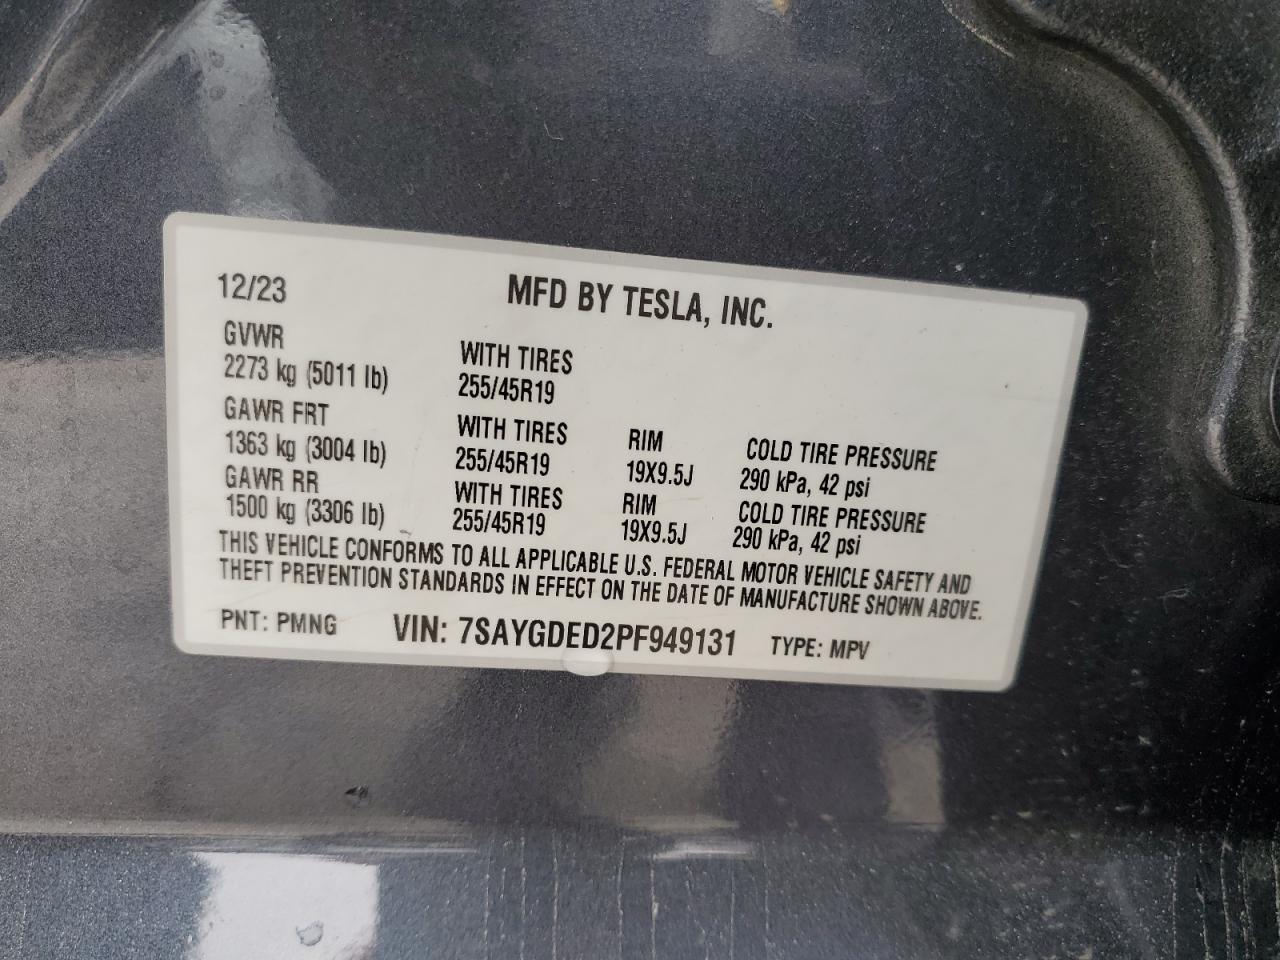 12/23 MFD BY TESLA, INC.
GVWR
2273 kg (5011 lb) WITH TIRES 255/45R19
GAWR FRT
1363 kg (3004 lb) WITH TIRES 255/45R19 RIM 19X9.5J COLD TIRE PRESSURE 290 kPa, 42 psi
GAWR RR
1500 kg (3306 lb) WITH TIRES 255/45R19 RIM 19X9.5J COLD TIRE PRESSURE 290 kPa, 42 psi
THIS VEHICLE CONFORMS TO ALL APPLICABLE U.S. FEDERAL MOTOR VEHICLE SAFETY AND
THEFT PREVENTION STANDARDS IN EFFECT ON THE DATE OF MANUFACTURE SHOWN ABOVE.
PNT: PMNG VIN: 7SAYGDED2PF949131 TYPE: MPV